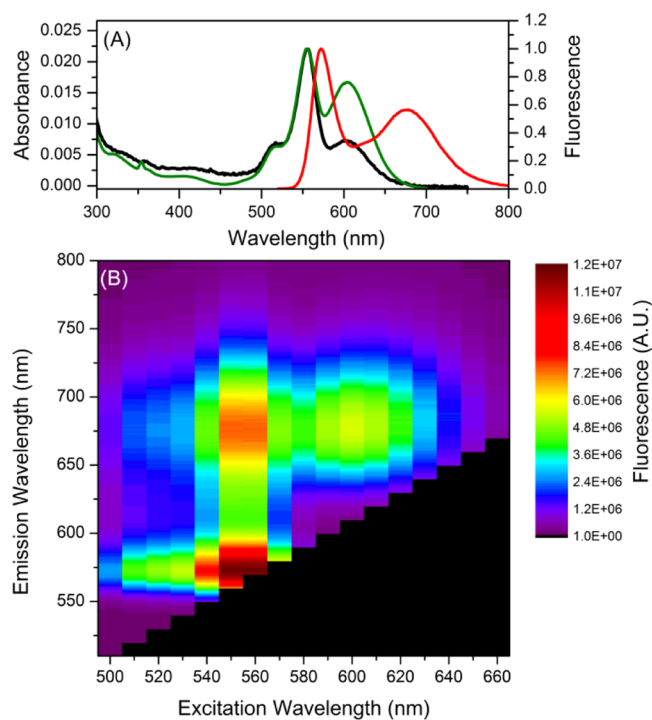 (A)
Absorbance
0.025
0.020
0.015
0.010
0.005
0.000
1.2
1.0
0.8
0.6
0.4
0.2
0.0
Fluorescence
300 400 500 600 700 800
Wavelength (nm)
(B)
Emission Wavelength (nm)
800
750
700
650
600
550
500 520 540 560 580 600 620 640 660
Excitation Wavelength (nm)
1.2E+07
1.1E+07
9.6E+06
8.4E+06
7.2E+06
6.0E+06
4.8E+06
3.6E+06
2.4E+06
1.2E+06
1.0E+00
Fluorescence (A.U.)